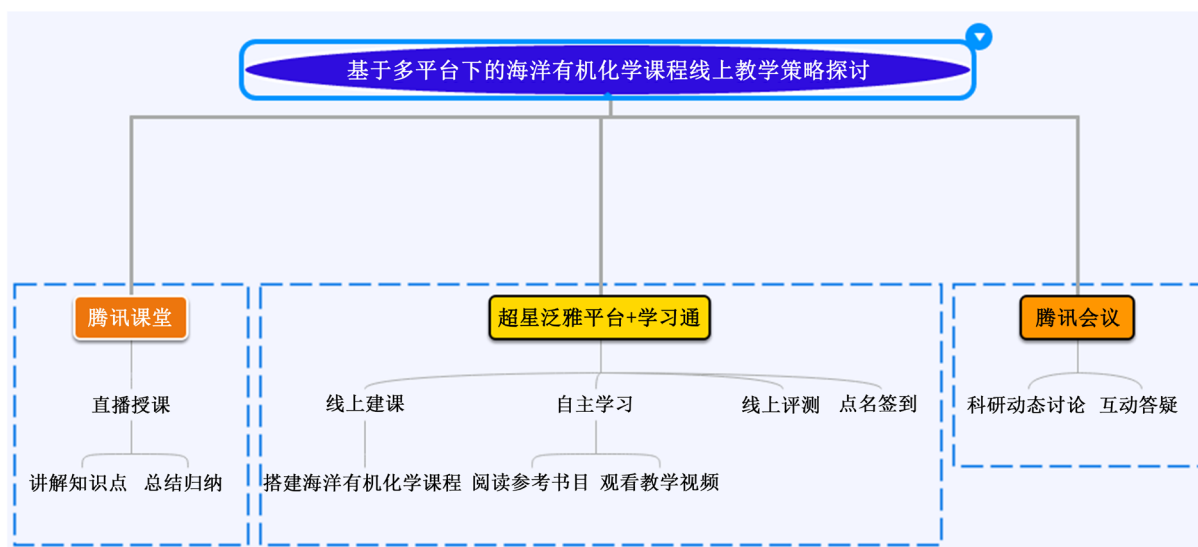 基于多平台下的海洋有机化学课程线上教学策略探讨
腾讯课堂
超星泛雅平台+学习通
腾讯会议
直播授课
线上建课
自主学习
线上评测
点名签到
科研动态讨论
互动答疑
讲解知识点
总结归纳
搭建海洋有机化学课程
阅读参考书目
观看教学视频